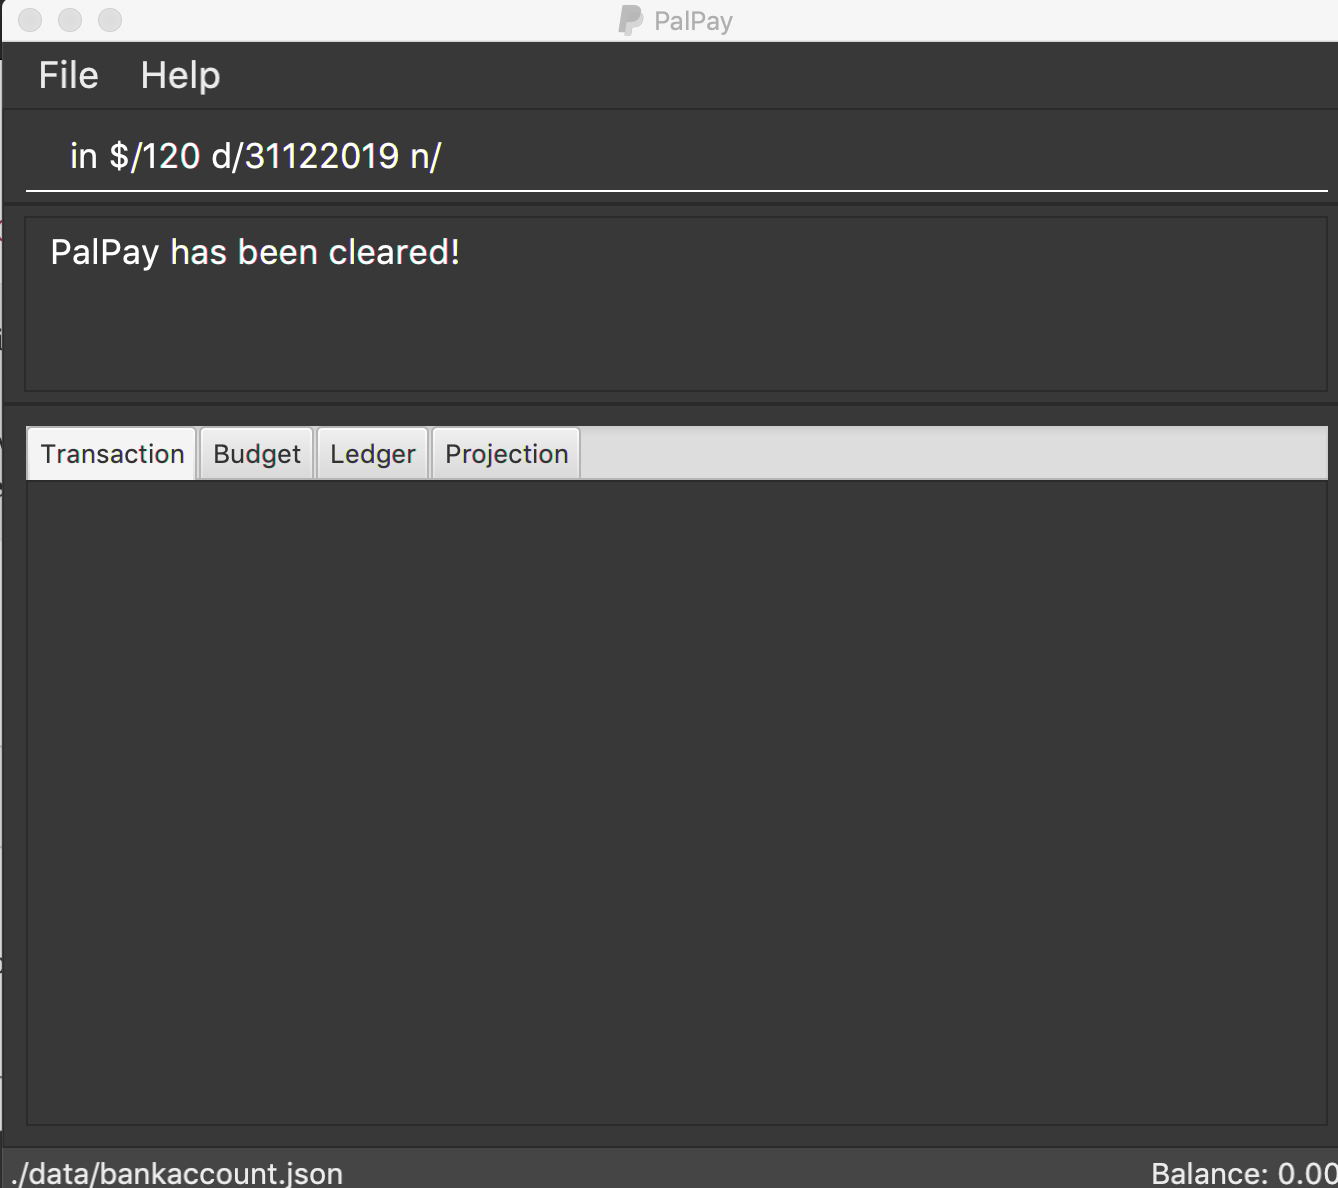 PalPay
File Help
in $/120 d/31122019 n/
PalPay has been cleared!
Transaction Budget Ledger Projection
./data/bankaccount.json Balance: 0.00